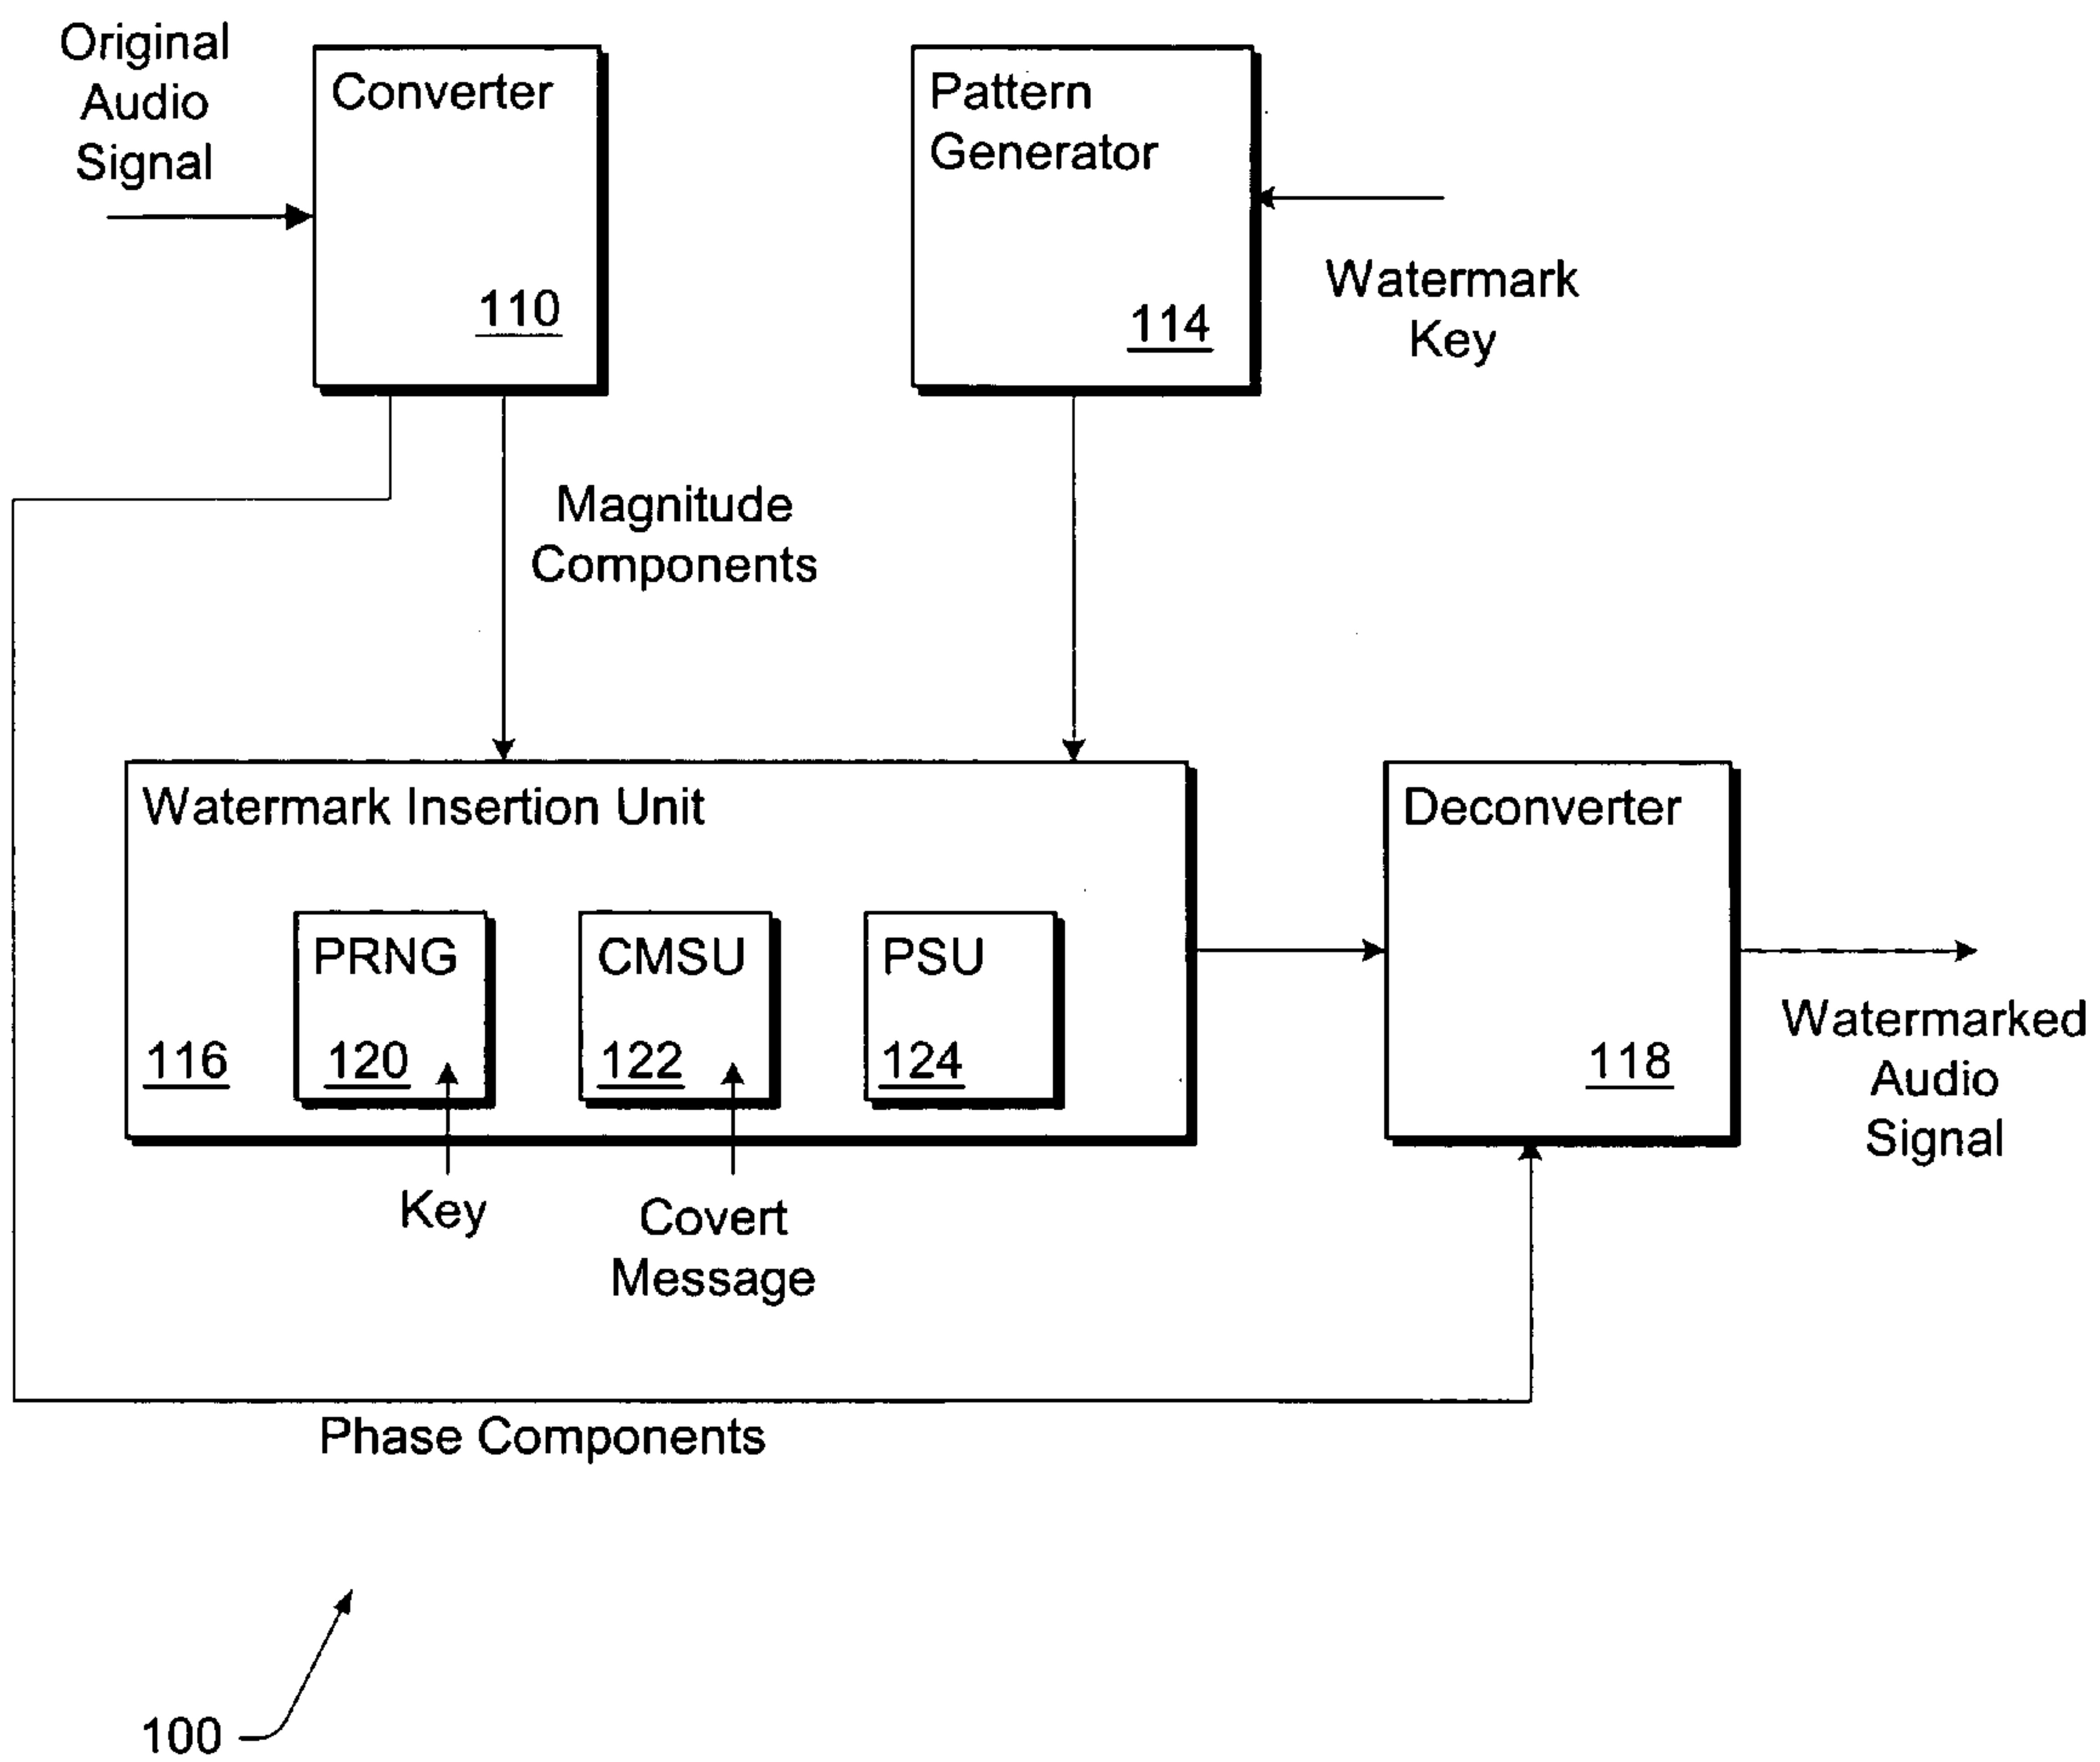 Original
Audio
Signal
Converter
110
Pattern
Generator
114
Watermark
Key
Magnitude
Components
Watermark Insertion Unit
116
PRNG
120
CMSU
122
PSU
124
Key
Covert
Message
Deconverter
118
Watermarked
Audio
Signal
Phase Components
100